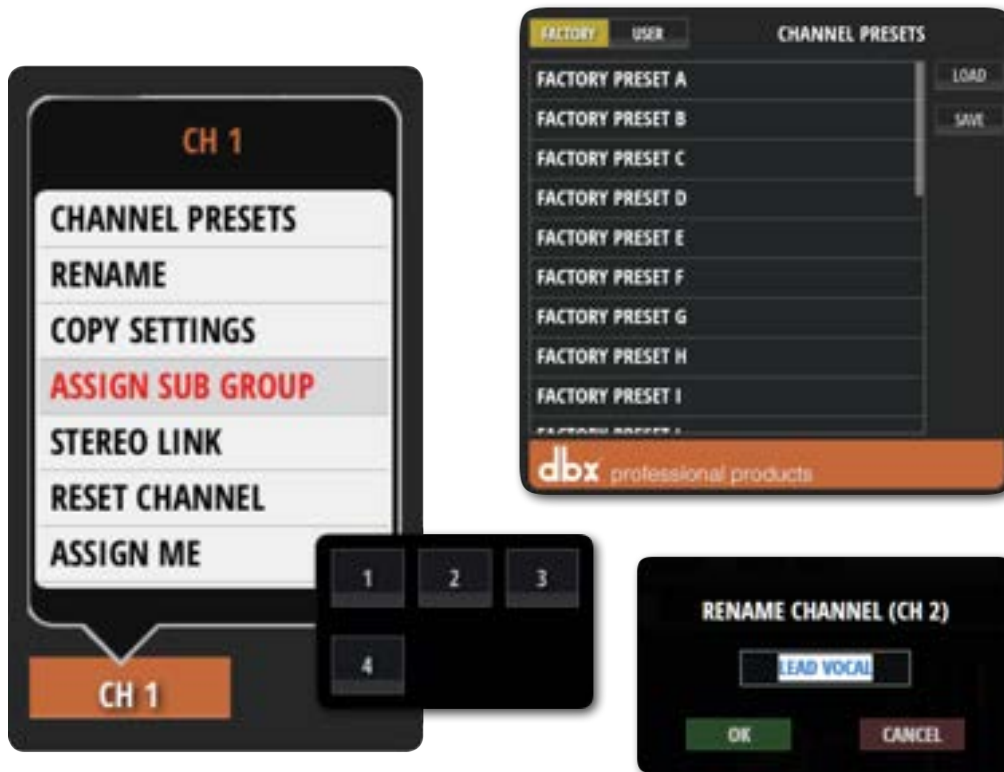 CH 1
CHANNEL PRESETS
RENAME
COPY SETTINGS
ASSIGN SUB GROUP
STEREO LINK
RESET CHANNEL
ASSIGN ME
CH 1
1 2 3
4
FACTORY USER CHANNEL PRESETS
LOAD
SAVE
FACTORY PRESET A
FACTORY PRESET B
FACTORY PRESET C
FACTORY PRESET D
FACTORY PRESET E
FACTORY PRESET F
FACTORY PRESET G
FACTORY PRESET H
FACTORY PRESET I
FACTORY PRESET
dbx professional products
RENAME CHANNEL (CH 2)
LEAD VOCAL
OK CANCEL